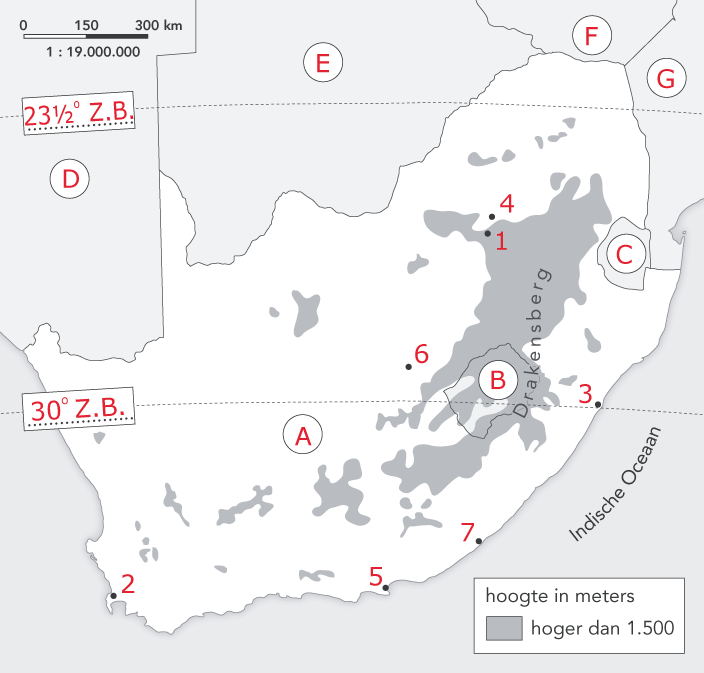 0 150 300 km
1 : 19.000.000
F
E
G
23½° Z.B.
D
4
1
C
Drakensberg
6
B
30° Z.B.
3
A
Indische Oceaan
7
5
2
hoogte in meters
hoger dan 1.500